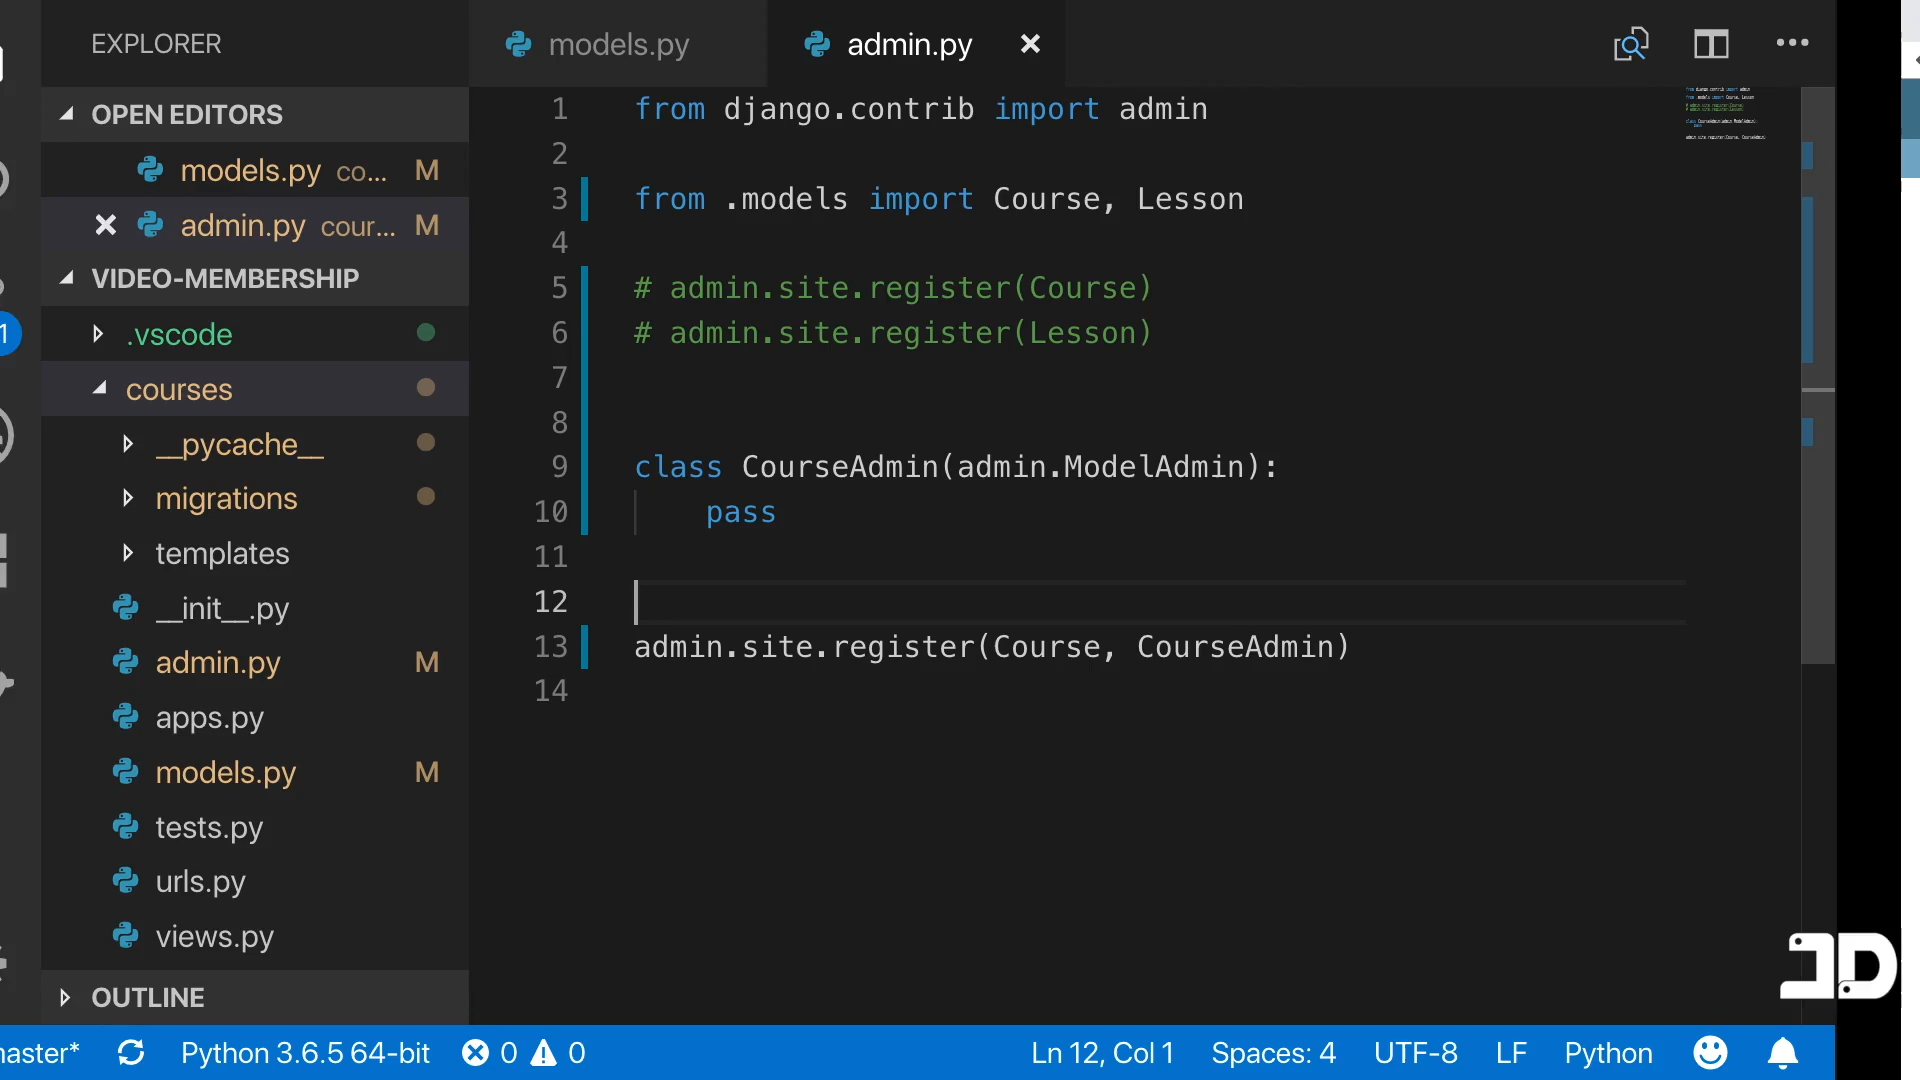 EXPLORER
OPEN EDITORS
models.py co... M
admin.py cour... M
VIDEO-MEMBERSHIP
.vscode
courses
__pycache__
migrations
templates
__init__.py
admin.py M
apps.py
models.py M
tests.py
urls.py
views.py
OUTLINE
models.py
admin.py
1 from django.contrib import admin
2
3 from .models import Course, Lesson
4
5 # admin.site.register(Course)
6 # admin.site.register(Lesson)
7
8
9 class CourseAdmin(admin.ModelAdmin):
10 pass
11
12
13 admin.site.register(Course, CourseAdmin)
14
1
JD
master* Python 3.6.5 64-bit 0 0 Ln 12, Col 1 Spaces: 4 UTF-8 LF Python